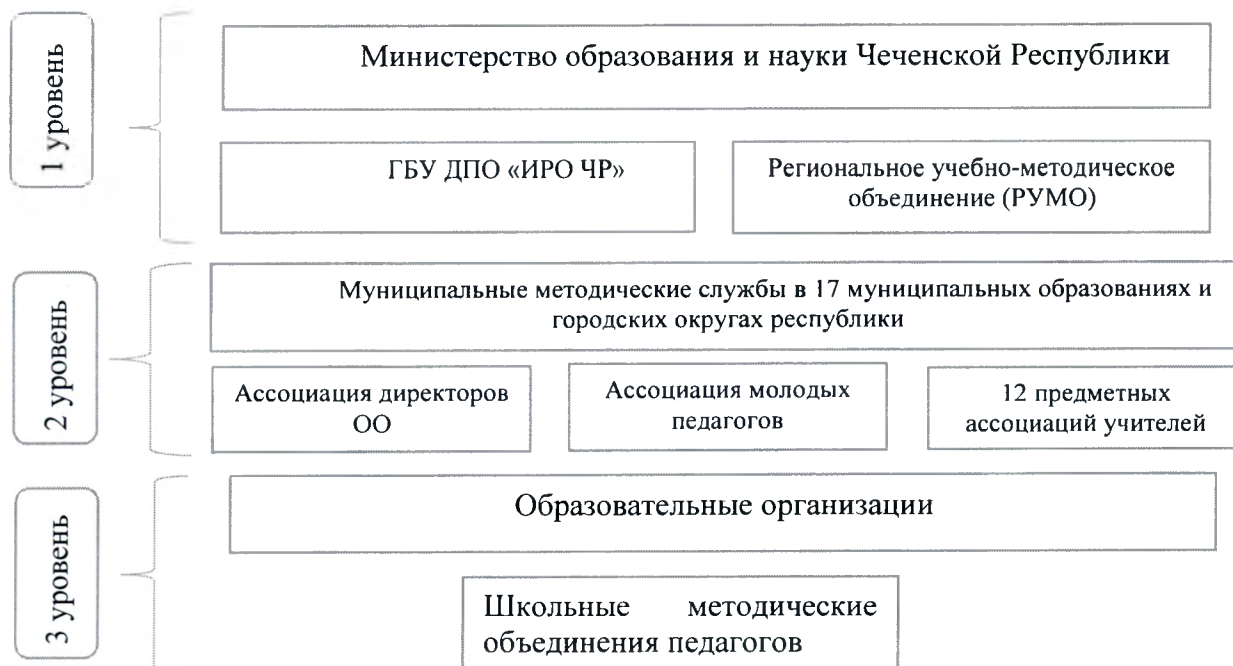 1 уровень
Министерство образования и науки Чеченской Республики
ГБУ ДПО «ИРО ЧР»
Региональное учебно-методическое
объединение (РУМО)
2 уровень
Муниципальные методические службы в 17 муниципальных образованиях и
городских округах республики
Ассоциация директоров
ОО
Ассоциация молодых
педагогов
12 предметных
ассоциаций учителей
3 уровень
Образовательные организации
Школьные методические
объединения педагогов